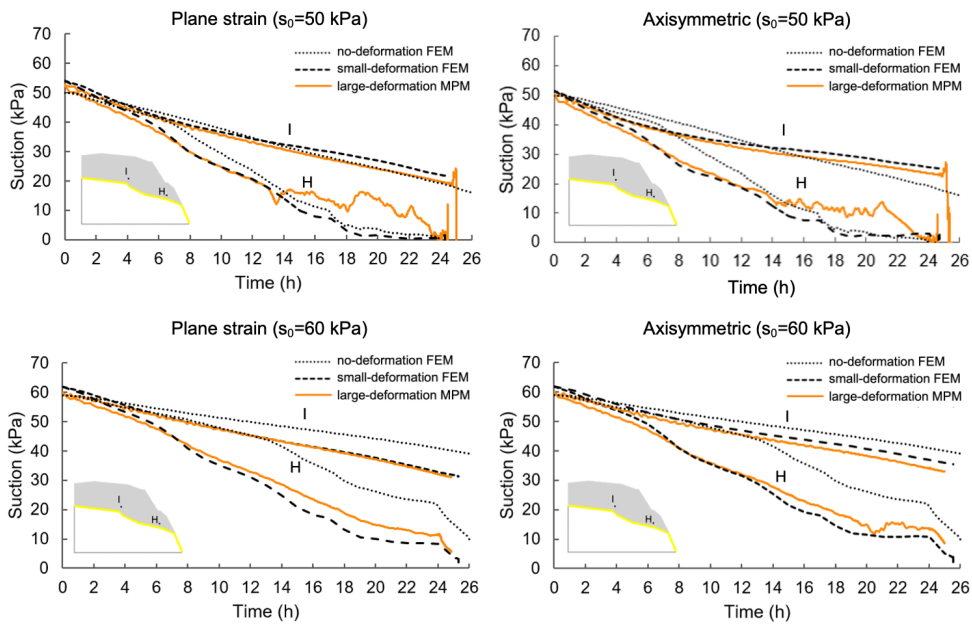 Plane strain (s₀=50 kPa)
no-deformation FEM
small-deformation FEM
large-deformation MPM
Suction (kPa)
70
60
50
40
30
20
10
0
I
H
I
H
0 2 4 6 8 10 12 14 16 18 20 22 24 26
Time (h)
Axisymmetric (s₀=50 kPa)
no-deformation FEM
small-deformation FEM
large-deformation MPM
Suction (kPa)
70
60
50
40
30
20
10
0
I
H
I
H
0 2 4 6 8 10 12 14 16 18 20 22 24 26
Time (h)
Plane strain (s₀=60 kPa)
no-deformation FEM
small-deformation FEM
large-deformation MPM
Suction (kPa)
70
60
50
40
30
20
10
0
I
H
I
H
0 2 4 6 8 10 12 14 16 18 20 22 24 26
Time (h)
Axisymmetric (s₀=60 kPa)
no-deformation FEM
small-deformation FEM
large-deformation MPM
Suction (kPa)
70
60
50
40
30
20
10
0
I
H
I
H
0 2 4 6 8 10 12 14 16 18 20 22 24 26
Time (h)